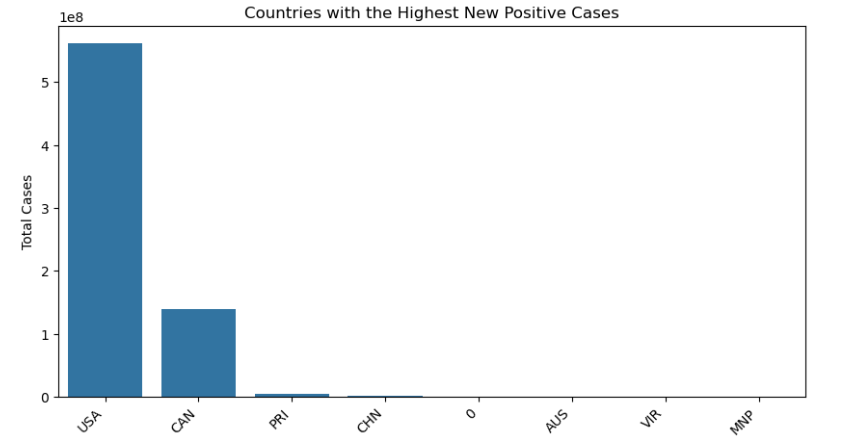 Countries with the Highest New Positive Cases
1e8
Total Cases
5
4
3
2
1
0
USA CAN PRI CHN 0 AUS VIR MNP